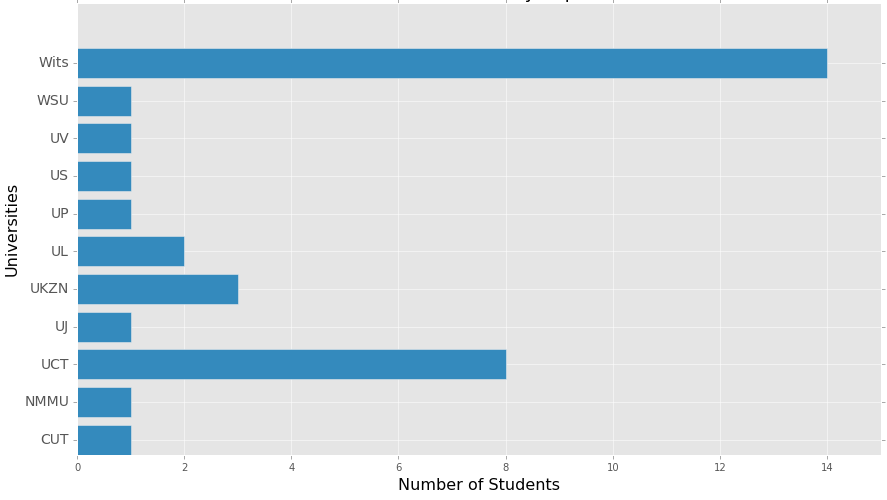 Wits
WSU
UV
US
UP
UL
UKZN
UJ
UCT
NMMU
CUT
Universities
0 2 4 6 8 10 12 14
Number of Students